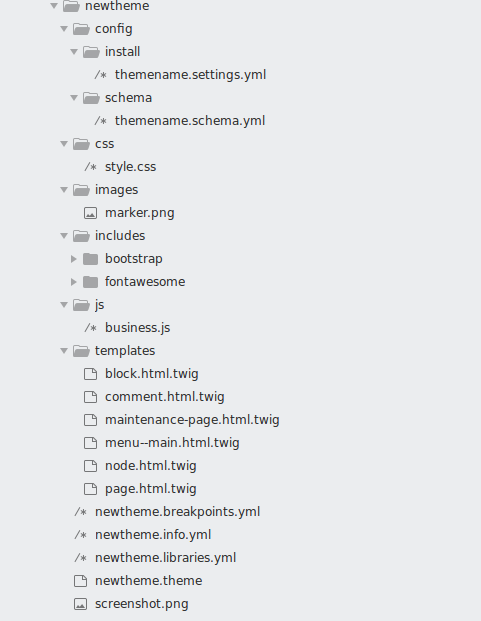 newtheme
config
install
themename.settings.yml
schema
themename.schema.yml
css
style.css
images
marker.png
includes
bootstrap
fontawesome
js
business.js
templates
block.html.twig
comment.html.twig
maintenance-page.html.twig
menu--main.html.twig
node.html.twig
page.html.twig
newtheme.breakpoints.yml
newtheme.info.yml
newtheme.libraries.yml
newtheme.theme
screenshot.png